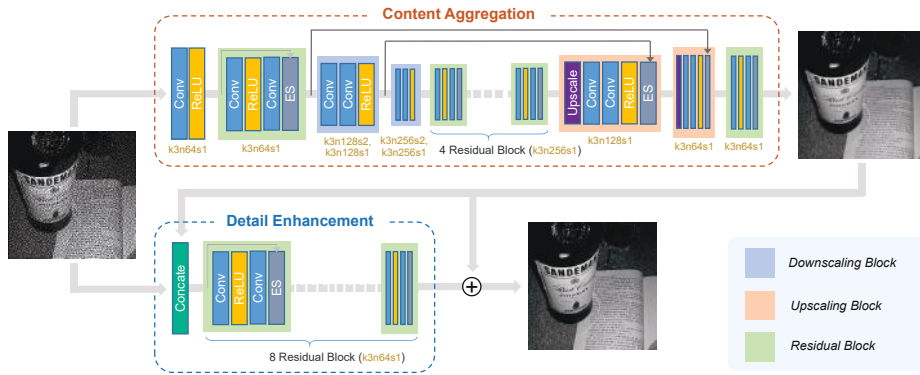 Content Aggregation
Conv
ReLU
k3n64s1
Conv
ReLU
Conv
ES
k3n64s1
Conv
Conv
ReLU
k3n128s2,
k3n128s1
k3n256s2,
k3n256s1
4 Residual Block (k3n256s1)
Upscale
Conv
Conv
ReLU
ES
k3n128s1
k3n64s1
k3n64s1
SANDEMAN
SANDEMA
Detail Enhancement
Concate
Conv
ReLU
Conv
ES
8 Residual Block (k3n64s1)
SANDEMAN
Downscaling Block
Upscaling Block
Residual Block